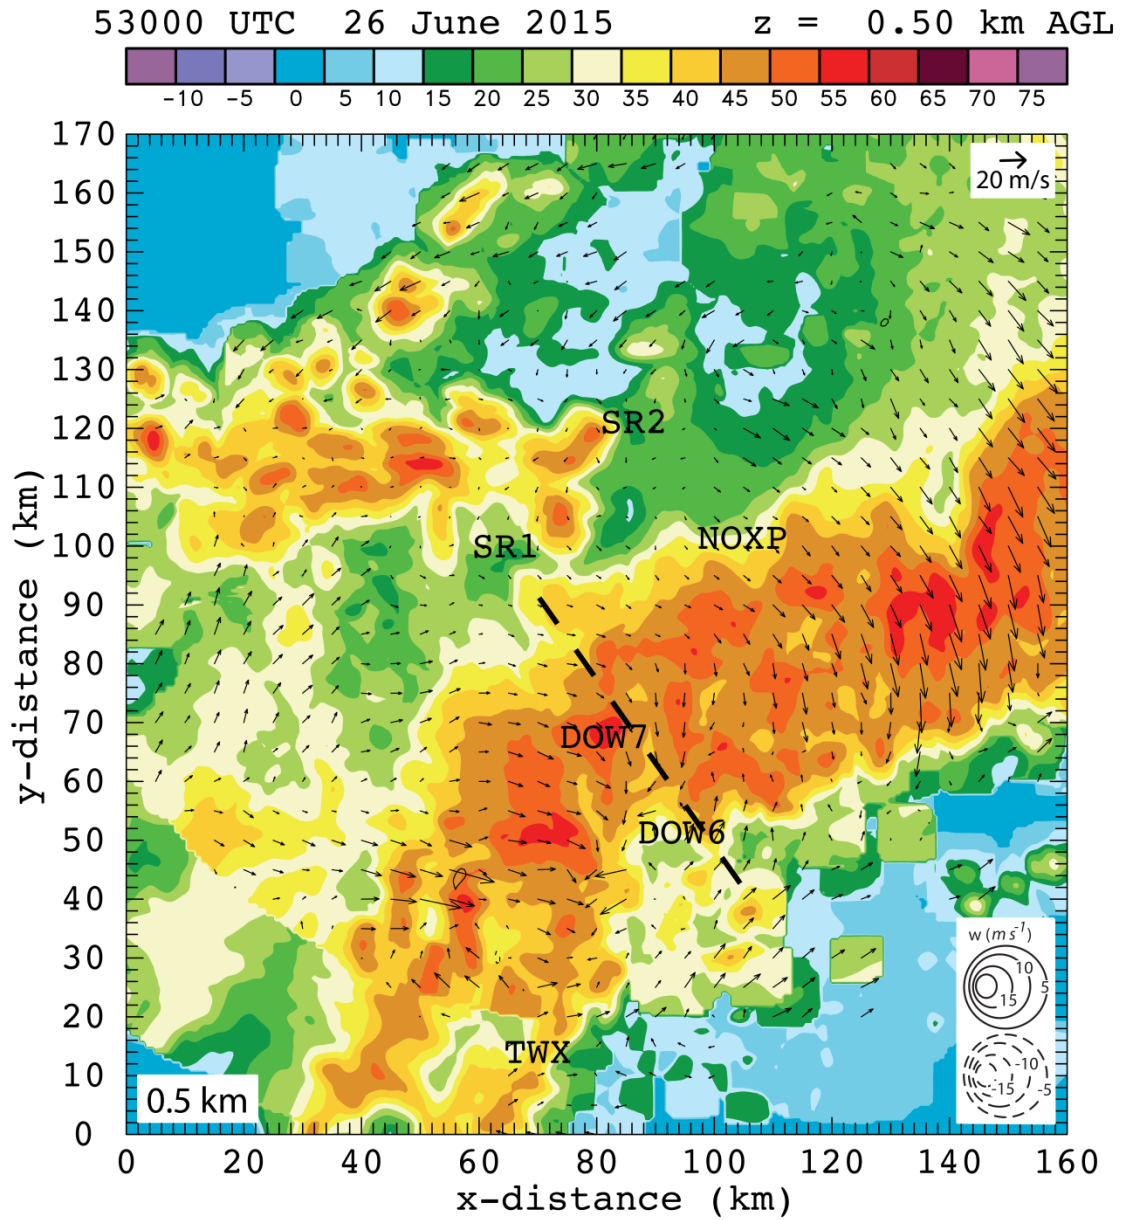 53000 UTC 26 June 2015 z = 0.50 km AGL
-10 -5 0 5 10 15 20 25 30 35 40 45 50 55 60 65 70 75
20 m/s
170
160
150
140
130
120
110
100
90
80
70
60
50
40
30
20
10
0
y-distance (km)
SR2
SR1
NOXP
DOW7
DOW6
TWX
w (m s⁻¹)
10
5
15
-10
-5
-15
0.5 km
0 20 40 60 80 100 120 140 160
x-distance (km)